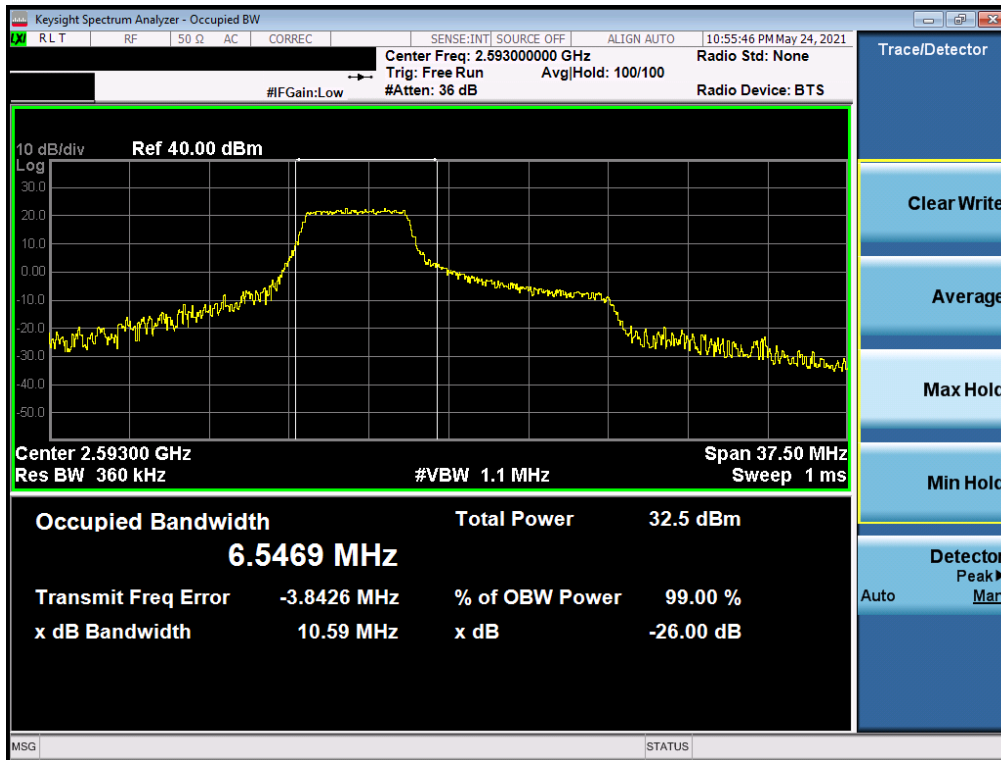 Keysight Spectrum Analyzer - Occupied BW
LXI RLT RF 50 Ω AC CORREC SENSE:INT SOURCE OFF ALIGN AUTO 10:55:46 PM May 24, 2021
Center Freq: 2.593000000 GHz Radio Std: None
Trig: Free Run Avg|Hold: 100/100
#IFGain:Low #Atten: 36 dB Radio Device: BTS
10 dB/div Ref 40.00 dBm
Log
30.0
20.0
10.0
0.00
-10.0
-20.0
-30.0
-40.0
-50.0
Center 2.59300 GHz Span 37.50 MHz
Res BW 360 kHz #VBW 1.1 MHz Sweep 1 ms
Occupied Bandwidth Total Power 32.5 dBm
6.5469 MHz
Transmit Freq Error -3.8426 MHz % of OBW Power 99.00 %
x dB Bandwidth 10.59 MHz x dB -26.00 dB
MSG STATUS
Trace/Detector
Clear Write
Average
Max Hold
Min Hold
Detector
Peak
Auto Man